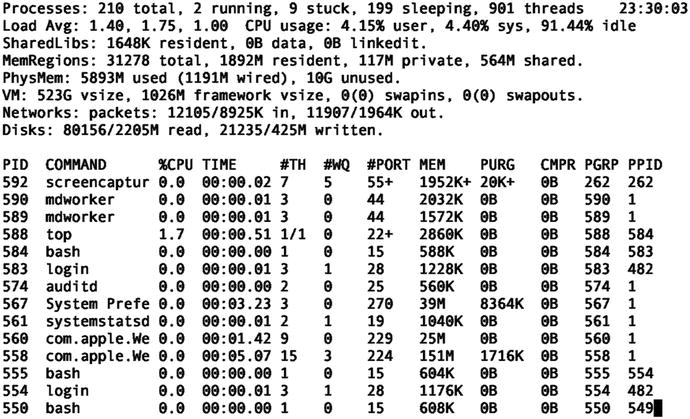 Processes: 210 total, 2 running, 9 stuck, 199 sleeping, 901 threads 23:30:03
Load Avg: 1.40, 1.75, 1.00 CPU usage: 4.15% user, 4.40% sys, 91.44% idle
SharedLibs: 1648K resident, 0B data, 0B linkedit.
MemRegions: 31278 total, 1892M resident, 117M private, 564M shared.
PhysMem: 5893M used (1191M wired), 10G unused.
VM: 523G vsize, 1026M framework vsize, 0(0) swapins, 0(0) swapouts.
Networks: packets: 12105/8925K in, 11907/1964K out.
Disks: 80156/2205M read, 21235/425M written.
PID COMMAND %CPU TIME #TH #WQ #PORT MEM PURG CMPR PGRP PPID
592 screencaptur 0.0 00:00.02 7 5 55+ 1952K+ 20K+ 0B 262 262
590 mdworker 0.0 00:00.01 3 0 44 2032K 0B 0B 590 1
589 mdworker 0.0 00:00.01 3 0 44 1572K 0B 0B 589 1
588 top 1.7 00:00.51 1/1 0 22+ 2860K 0B 0B 588 584
584 bash 0.0 00:00.00 1 0 15 588K 0B 0B 584 583
583 login 0.0 00:00.01 3 1 28 1228K 0B 0B 583 482
574 auditd 0.0 00:00.00 2 0 25 560K 0B 0B 574 1
567 System Prefe 0.0 00:03.23 3 0 270 39M 8364K 0B 567 1
561 systemstatsd 0.0 00:00.01 2 1 19 1040K 0B 0B 561 1
560 com.apple.We 0.0 00:01.42 9 0 229 25M 0B 0B 560 1
558 com.apple.We 0.0 00:05.07 15 3 224 151M 1716K 0B 558 1
555 bash 0.0 00:00.00 1 0 15 604K 0B 0B 555 554
554 login 0.0 00:00.01 3 1 28 1176K 0B 0B 554 482
550 bash 0.0 00:00.00 1 0 15 608K 0B 0B 550 549